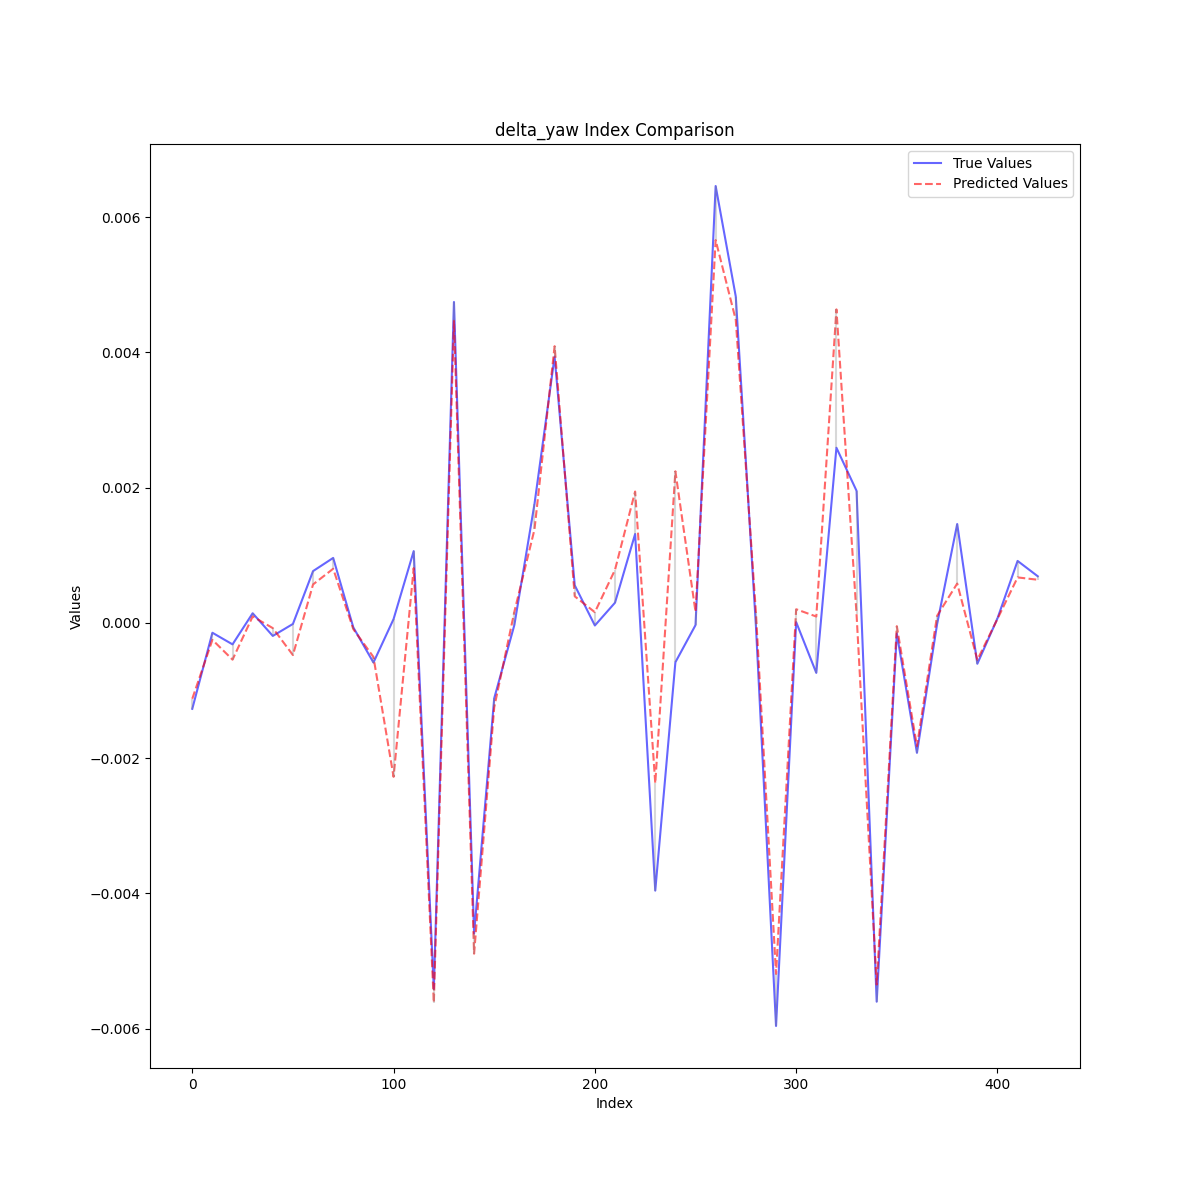 delta_yaw Index Comparison
True Values
Predicted Values
0.006
0.004
0.002
0.000
−0.002
−0.004
−0.006
Values
0 100 200 300 400
Index